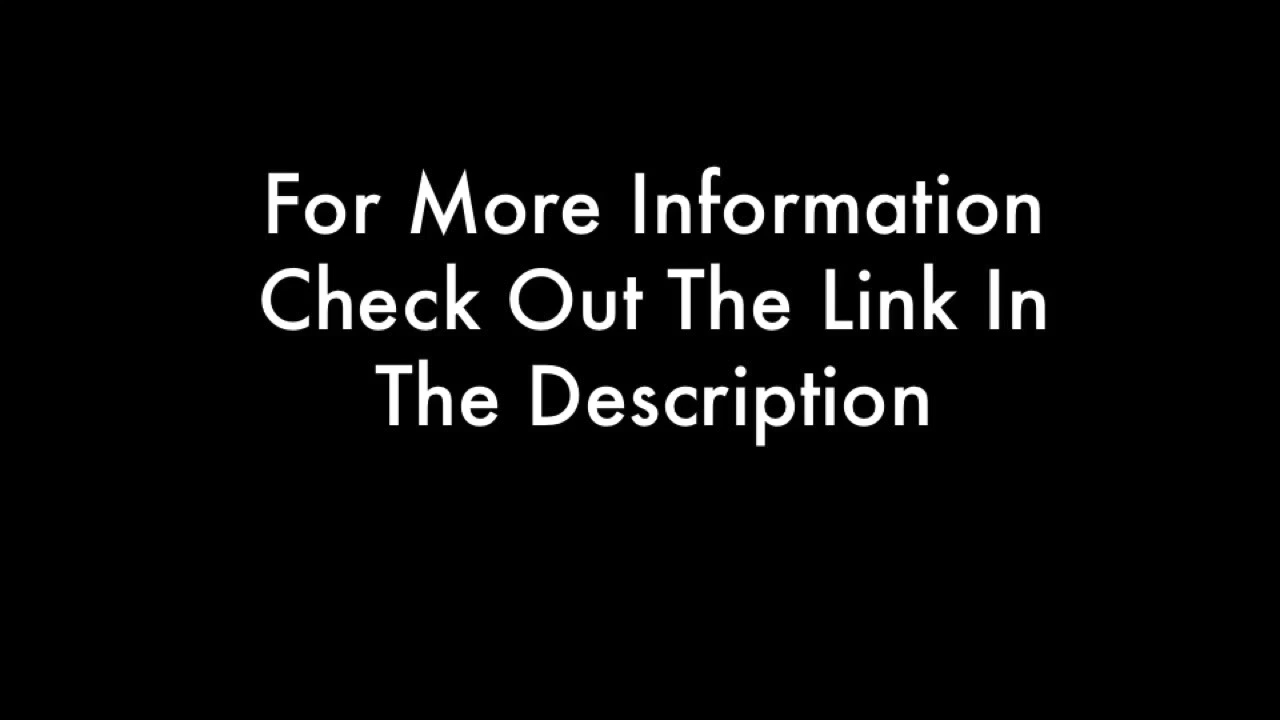 For More Information
Check Out The Link In
The Description